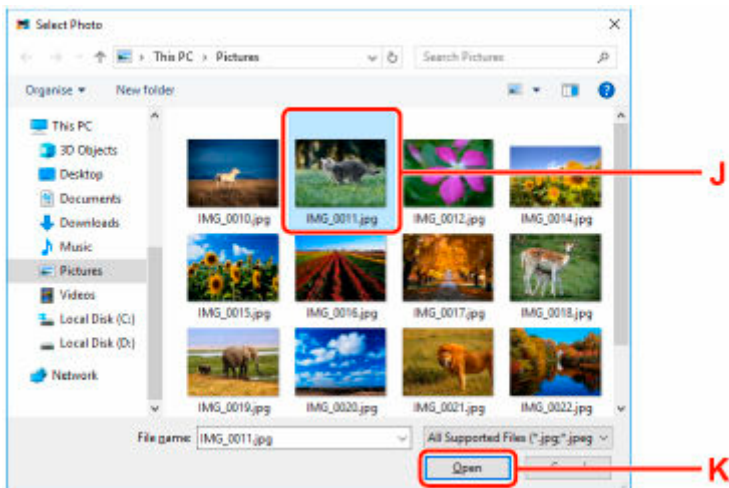 Select Photo
This PC > Pictures
Search Pictures
Organise
New folder
This PC
3D Objects
Desktop
Documents
Downloads
Music
Pictures
Videos
Local Disk (C:)
Local Disk (D:)
Network
IMG_0010.jpg
IMG_0011.jpg
IMG_0012.jpg
IMG_0014.jpg
IMG_0015.jpg
IMG_0016.jpg
IMG_0017.jpg
IMG_0018.jpg
IMG_0019.jpg
IMG_0020.jpg
IMG_0021.jpg
IMG_0022.jpg
J
File name: IMG_0011.jpg
All Supported Files (*.jpg;*.jpeg
Open
K